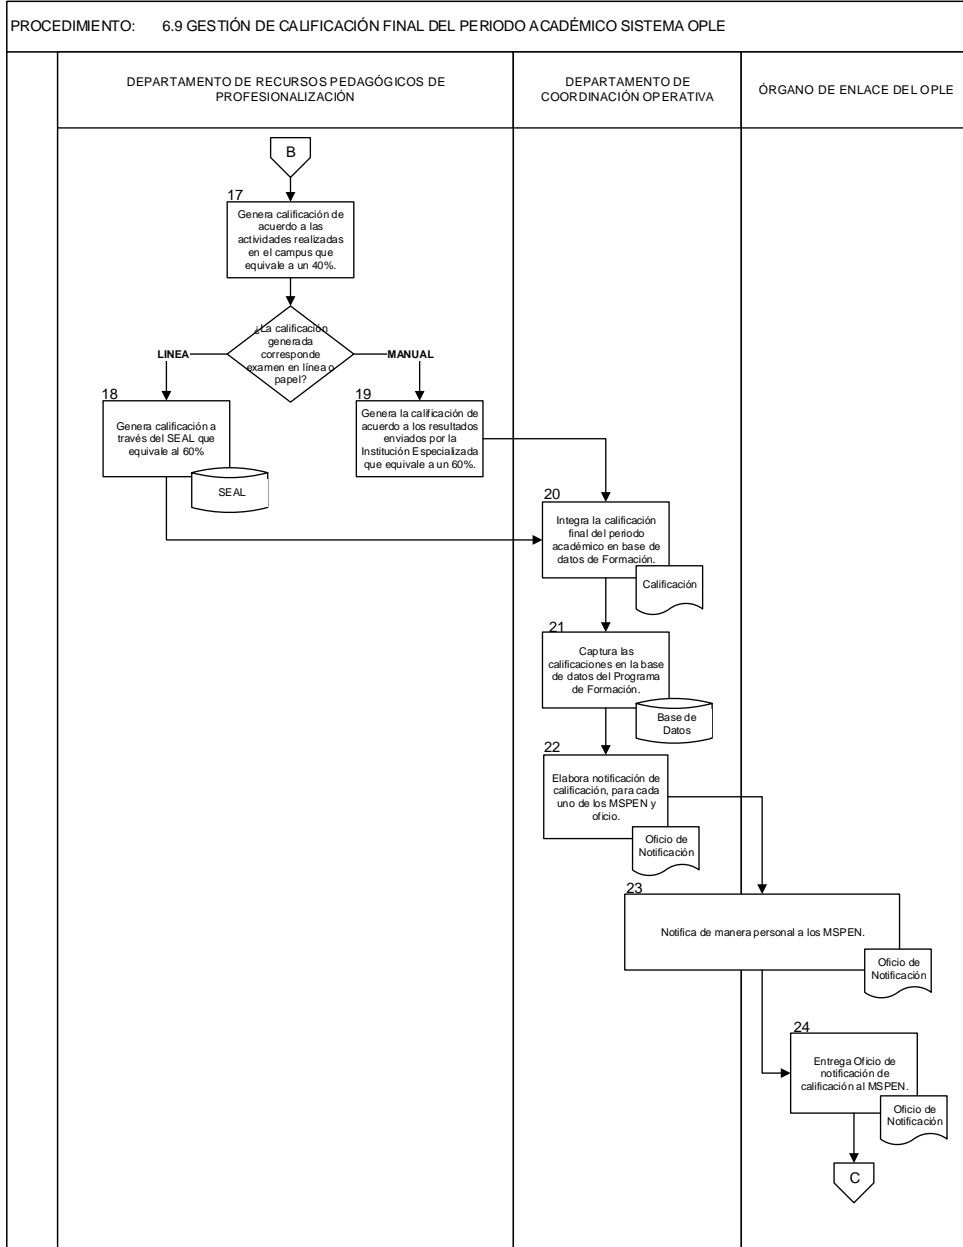 PROCEDIMIENTO: 6.9 GESTIÓN DE CALIFICACIÓN FINAL DEL PERIODO ACADÉMICO SISTEMA OPLE
DEPARTAMENTO DE RECURSOS PEDAGÓGICOS DE
PROFESIONALIZACIÓN
DEPARTAMENTO DE
COORDINACIÓN OPERATIVA
ÓRGANO DE ENLACE DEL OPLE
B
17
Genera calificación de
acuerdo a las
actividades realizadas
en el campus que
equivale a un 40%.
¿La calificación
generada
corresponde
examen en línea o
papel?
LINEA
MANUAL
18
Genera calificación a
través del SEAL que
equivale al 60%
SEAL
19
Genera la calificación de
acuerdo a los resultados
enviados por la
Institución Especializada
que equivale a un 60%.
20
Integra la calificación
final del periodo
académico en base de
datos de Formación.
Calificación
21
Captura las
calificaciones en la base
de datos del Programa
de Formación.
Base de
Datos
22
Elabora notificación de
calificación, para cada
uno de los MSPEN y
oficio.
Oficio de
Notificación
23
Notifica de manera personal a los MSPEN.
Oficio de
Notificación
24
Entrega Oficio de
notificación de
calificación al MSPEN.
Oficio de
Notificación
C